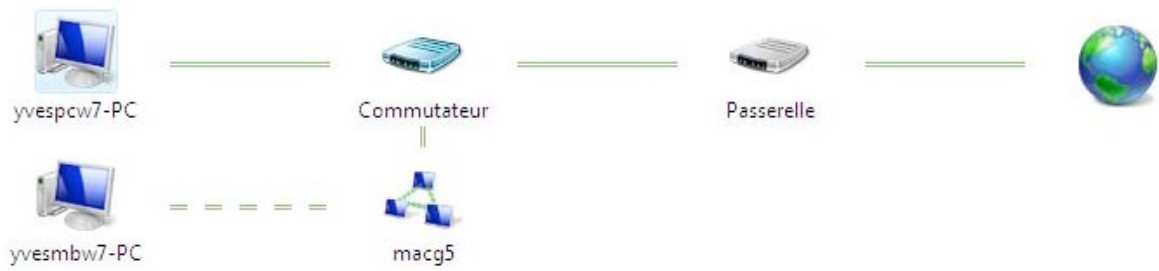 yvespcw7-PC
Commutateur
Passerelle
yvesmbw7-PC
macg5